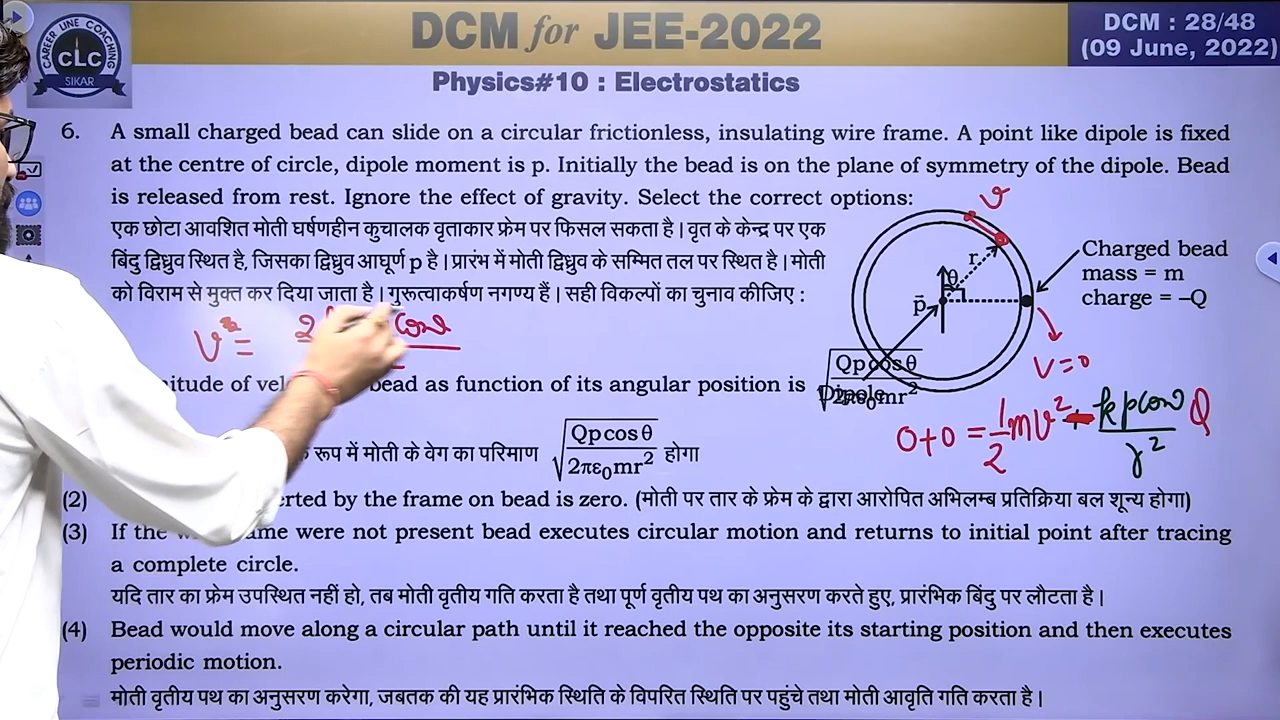 CAREER LINE COACHING
CLC
SIKAR
DCM for JEE-2022
DCM : 28/48
(09 June, 2022)
Physics#10 : Electrostatics
6. A small charged bead can slide on a circular frictionless, insulating wire frame. A point like dipole is fixed
at the centre of circle, dipole moment is p. Initially the bead is on the plane of symmetry of the dipole. Bead
is released from rest. Ignore the effect of gravity. Select the correct options:
एक छोटा आवशित मोती घर्षणहीन कुचालक वृताकार फ्रेम पर फिसल सकता है। वृत के केन्द्र पर एक
बिंदु द्विध्रुव स्थित है, जिसका द्विध्रुव आघूर्ण p है। प्रारंभ में मोती द्विध्रुव के सम्मित तल पर स्थित है। मोती
को विराम से मुक्त कर दिया जाता है। गुरूत्वाकर्षण नगण्य हैं। सही विकल्पों का चुनाव कीजिए :
v
r
θ
p⃗
Charged bead
mass = m
charge = –Q
Dipole
v = 0
v = 2 cosθ
bead as function of its angular position is √(Qp cos θ / 2πε₀mr²)
0+0 = 1/2 mv² - kp cosθ/r² Q
रूप में मोती के वेग का परिमाण √(Qp cos θ / 2πε₀mr²) होगा
(2) erted by the frame on bead is zero. (मोती पर तार के फ्रेम के द्वारा आरोपित अभिलम्ब प्रतिक्रिया बल शून्य होगा)
(3) If the ame were not present bead executes circular motion and returns to initial point after tracing
a complete circle.
यदि तार का फ्रेम उपस्थित नहीं हो, तब मोती वृतीय गति करता है तथा पूर्ण वृतीय पथ का अनुसरण करते हुए, प्रारंभिक बिंदु पर लौटता है।
(4) Bead would move along a circular path until it reached the opposite its starting position and then executes
periodic motion.
मोती वृतीय पथ का अनुसरण करेगा, जबतक की यह प्रारंभिक स्थिति के विपरित स्थिति पर पहुंचे तथा मोती आवृति गति करता है।